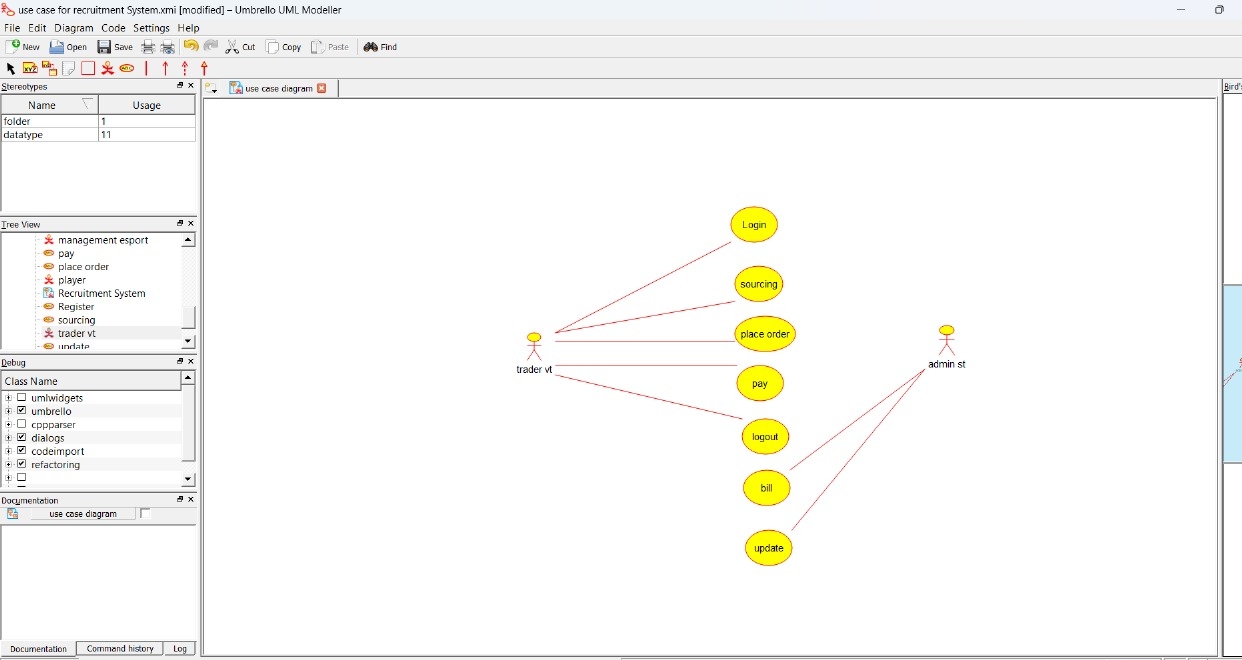 use case for recruitment System.xmi [modified] – Umbrello UML Modeller
File Edit Diagram Code Settings Help
New Open Save Cut Copy Paste Find
Stereotypes
Name Usage
folder 1
datatype 11
Tree View
management esport
pay
place order
player
Recruitment System
Register
sourcing
trader vt
update
Debug
Class Name
umlwidgets
umbrello
cppparser
dialogs
codeimport
refactoring
Documentation
use case diagram
Documentation Command history Log
use case diagram
Login
sourcing
place order
pay
logout
bill
update
trader vt
admin st
Bird's